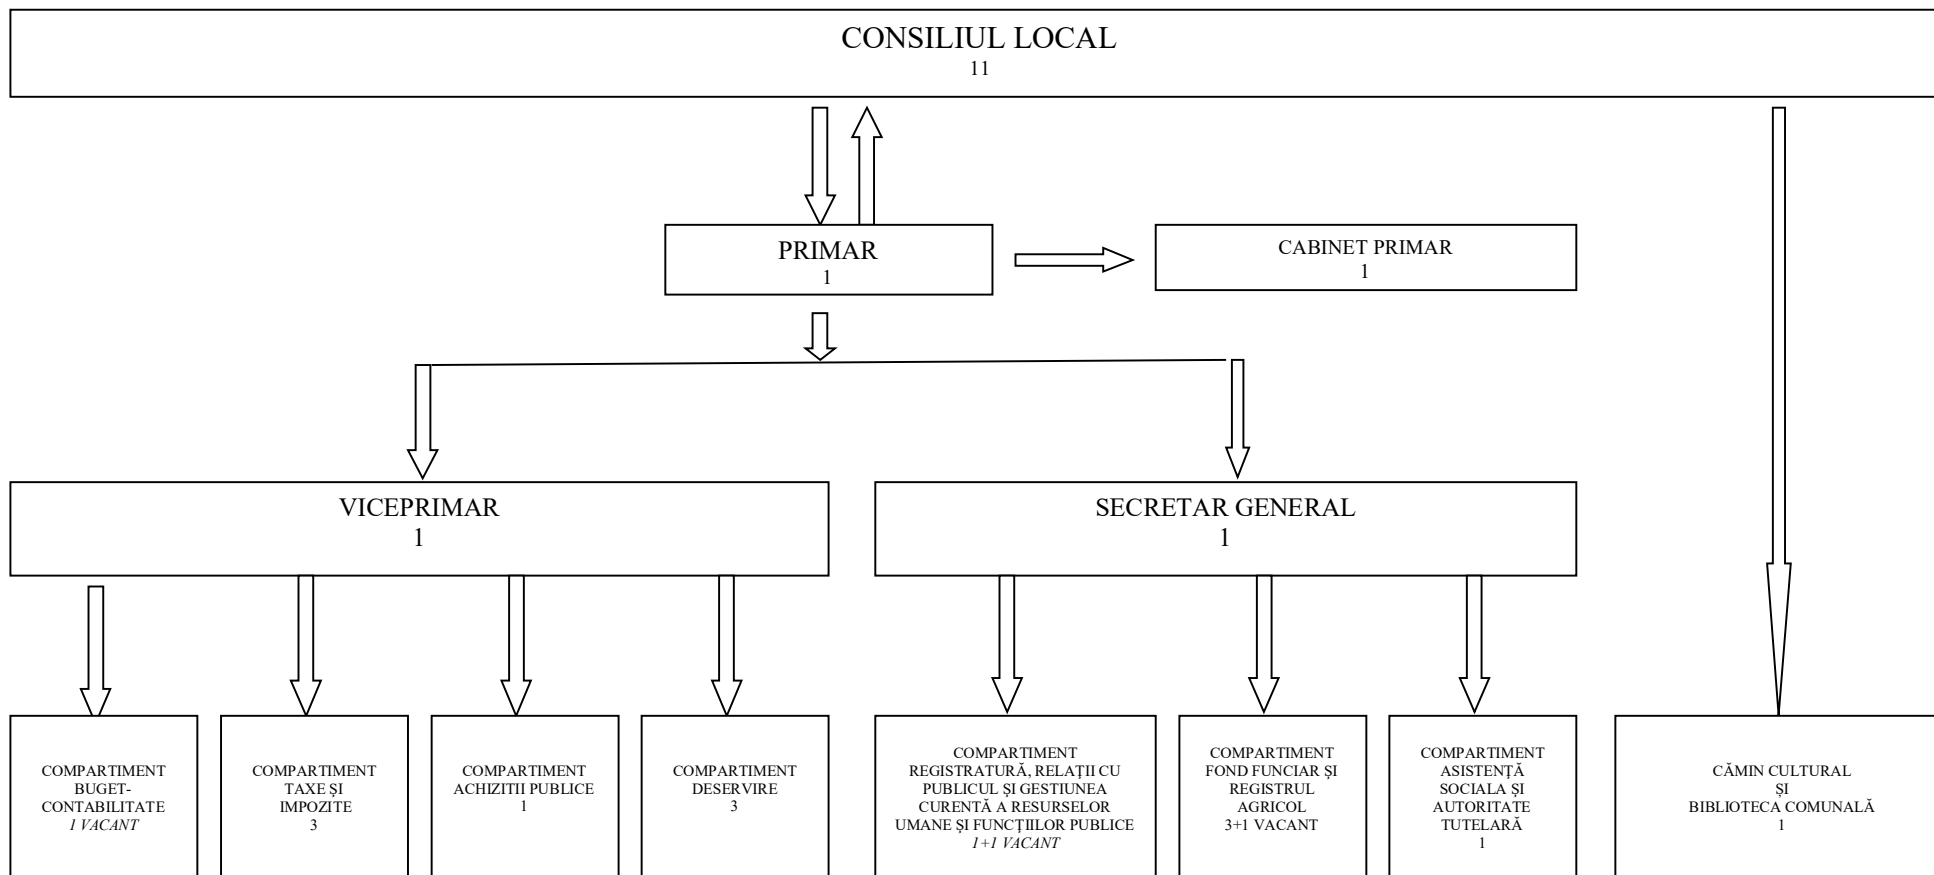 CONSILIUL LOCAL
11
PRIMAR
1
CABINET PRIMAR
1
VICEPRIMAR
1
SECRETAR GENERAL
1
COMPARTIMENT
BUGET-
CONTABILITATE
1 VACANT
COMPARTIMENT
TAXE ȘI
IMPOZITE
3
COMPARTIMENT
ACHIZITII PUBLICE
1
COMPARTIMENT
DESERVIRE
3
COMPARTIMENT
REGISTRATURĂ, RELAŢII CU
PUBLICUL ȘI GESTIUNEA
CURENTĂ A RESURSELOR
UMANE ȘI FUNCŢIILOR PUBLICE
1+1 VACANT
COMPARTIMENT
FOND FUNCIAR ȘI
REGISTRUL
AGRICOL
3+1 VACANT
COMPARTIMENT
ASISTENŢĂ
SOCIALA ȘI
AUTORITATE
TUTELARĂ
1
CĂMIN CULTURAL
ȘI
BIBLIOTECA COMUNALĂ
1